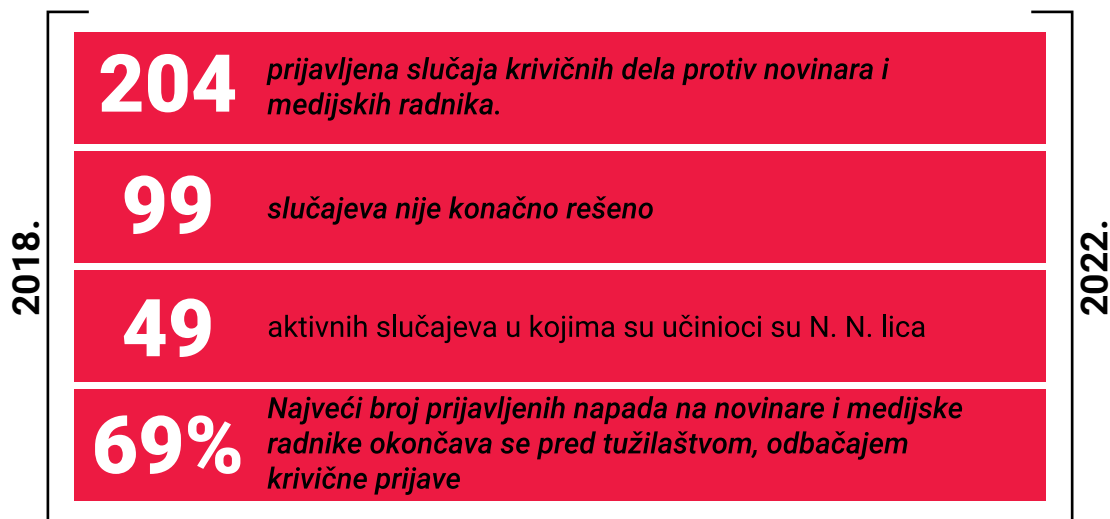 2018.
204
prijavljena slučaja krivičnih dela protiv novinara i
medijskih radnika.
99
slučajeva nije konačno rešeno
49
aktivnih slučajeva u kojima su učinioci su N. N. lica
69%
Najveći broj prijavljenih napada na novinare i medijske
radnike okončava se pred tužilaštvom, odbačajem
krivične prijave
2022.